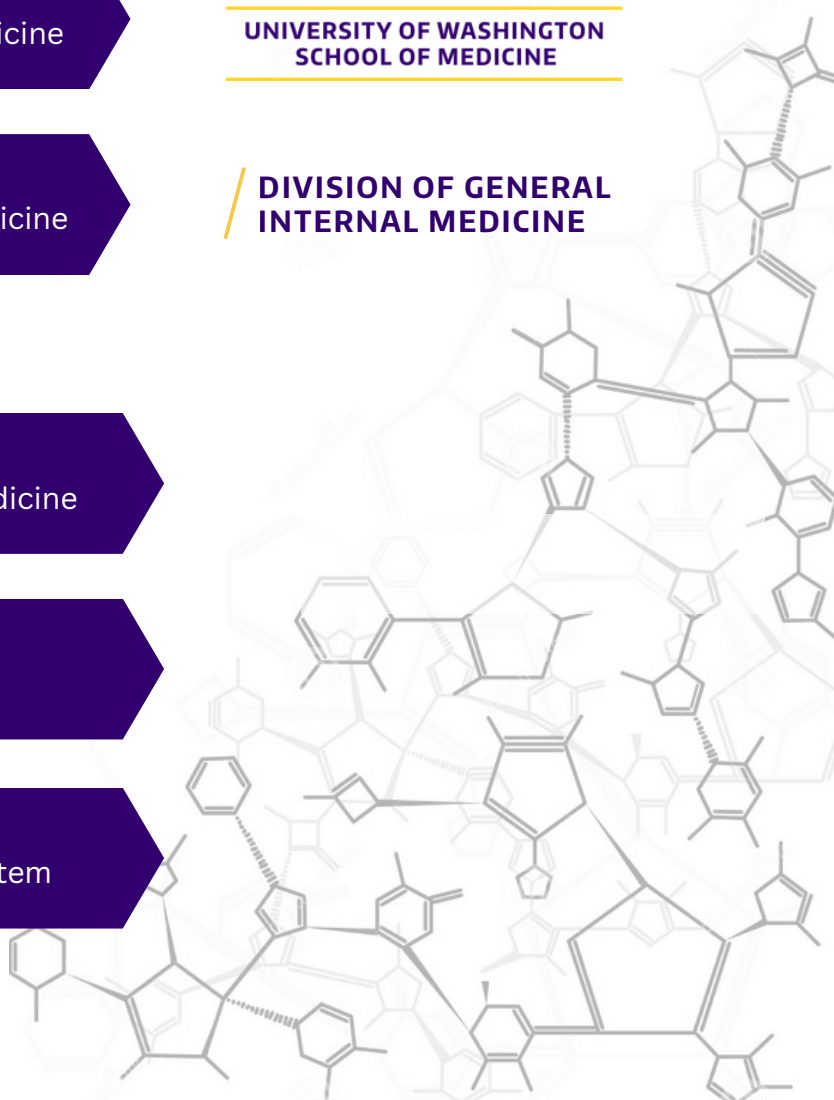 icine
UNIVERSITY OF WASHINGTON
SCHOOL OF MEDICINE
DIVISION OF GENERAL
INTERNAL MEDICINE
icine
dicine
tem